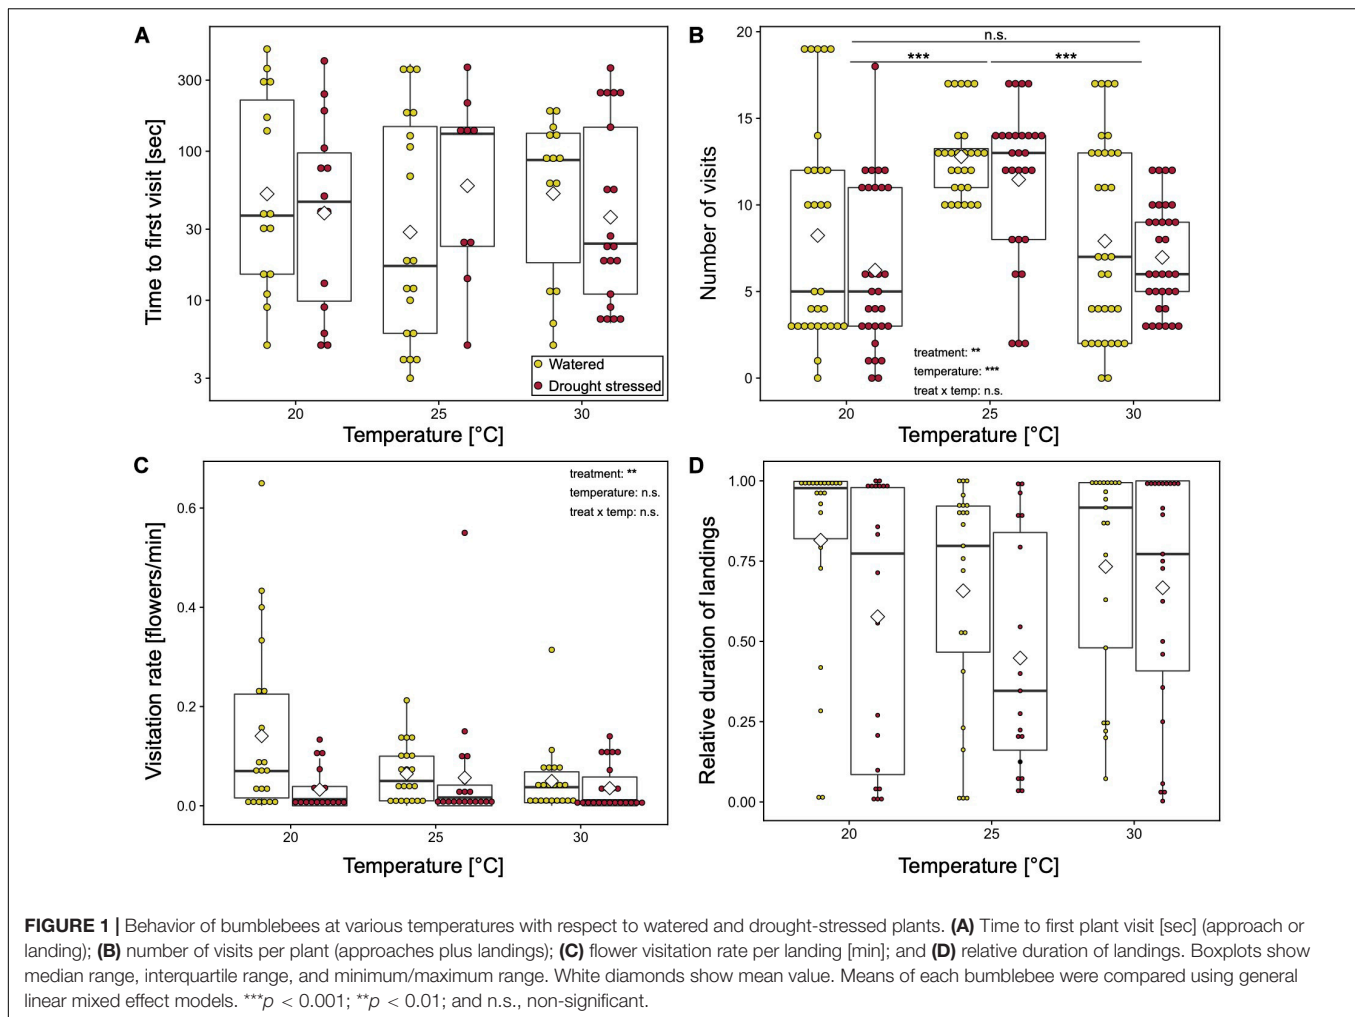 A
Time to first visit [sec]
300
100
30
10
3
Watered
Drought stressed
20
25
30
Temperature [°C]
B
Number of visits
20
15
10
5
0
n.s.
***
***
treatment: **
temperature: ***
treat x temp: n.s.
20
25
30
Temperature [°C]
C
Visitation rate [flowers/min]
0.6
0.4
0.2
0.0
treatment: **
temperature: n.s.
treat x temp: n.s.
20
25
30
Temperature [°C]
D
Relative duration of landings
1.00
0.75
0.50
0.25
0.00
20
25
30
Temperature [°C]
FIGURE 1 | Behavior of bumblebees at various temperatures with respect to watered and drought-stressed plants. (A) Time to first plant visit [sec] (approach or
landing); (B) number of visits per plant (approaches plus landings); (C) flower visitation rate per landing [min]; and (D) relative duration of landings. Boxplots show
median range, interquartile range, and minimum/maximum range. White diamonds show mean value. Means of each bumblebee were compared using general
linear mixed effect models. ***p < 0.001; **p < 0.01; and n.s., non-significant.